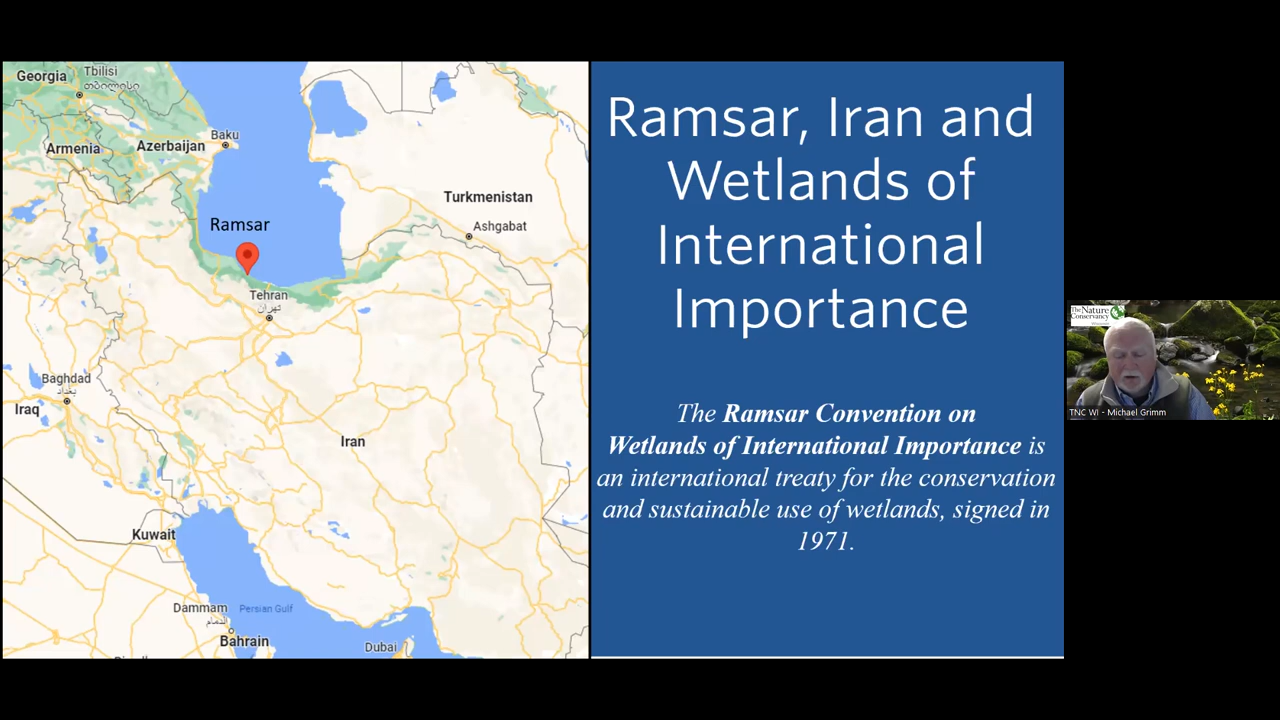 Georgia
Tbilisi
თბილისი
Armenia
Azerbaijan
Baku
Turkmenistan
Ashgabat
Ramsar
Tehran
تهران
Baghdad
بغداد
Iraq
Iran
Kuwait
Dammam
الدمام
Persian Gulf
Bahrain
Dubai
Ramsar, Iran and
Wetlands of
International
Importance
The Ramsar Convention on
Wetlands of International Importance is
an international treaty for the conservation
and sustainable use of wetlands, signed in
1971.
The Nature
Conservancy
TNC WI - Michael Grimm